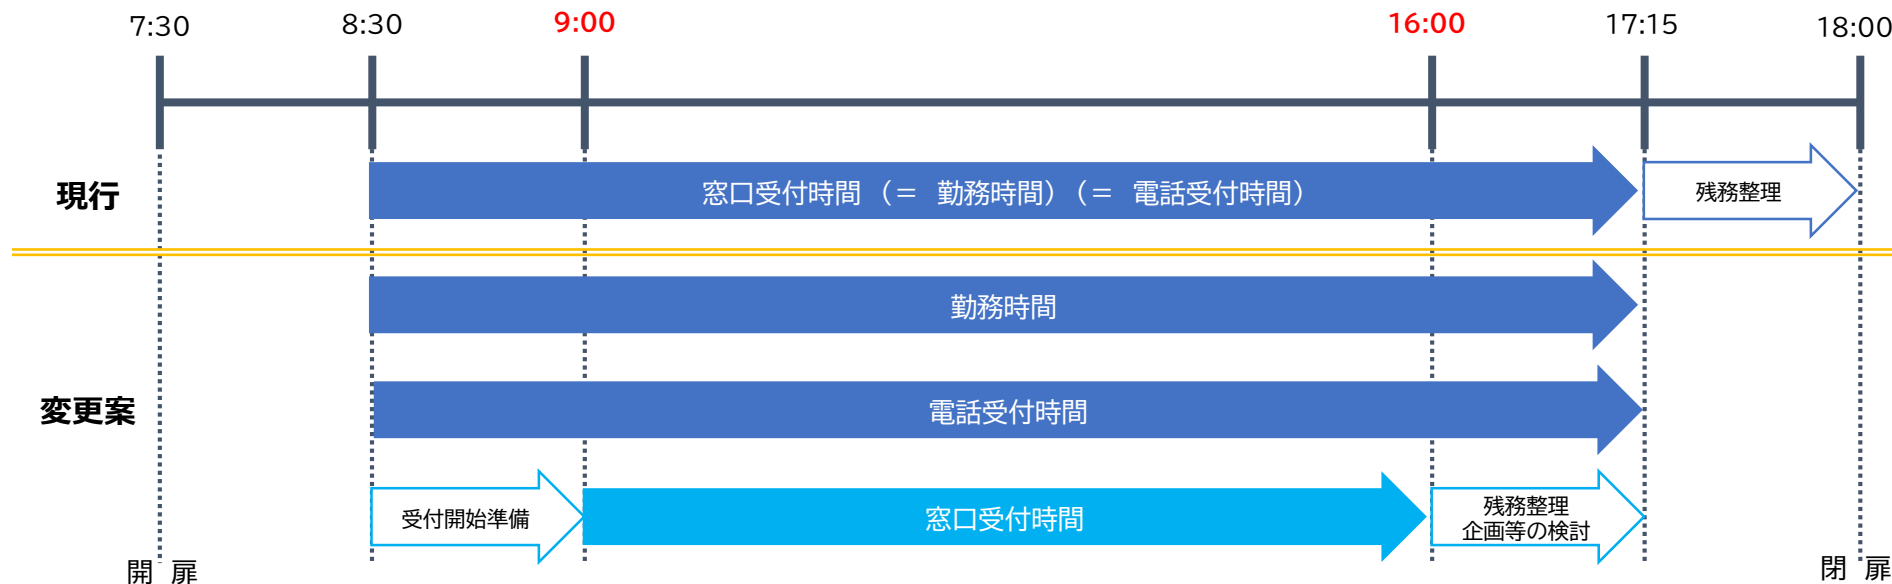 7:30
8:30
9:00
16:00
17:15
18:00
現行
窓口受付時間（＝ 勤務時間）（＝ 電話受付時間）
残務整理
勤務時間
変更案
電話受付時間
受付開始準備
窓口受付時間
残務整理
企画等の検討
開 扉
閉 扉